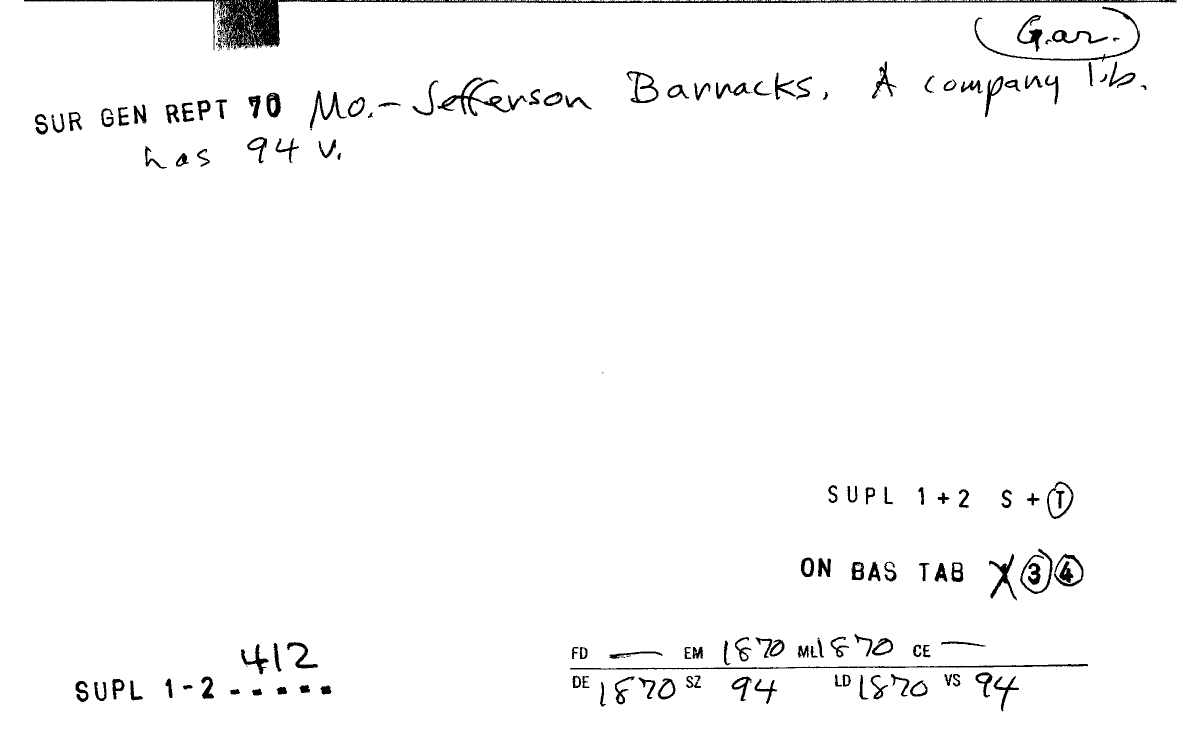 Gar.
SUR GEN REPT 70 Mo.- Jefferson Barracks. A company lib.
has 94 v.
SUPL 1+2 S + T
ON BAS TAB X 3 4
412
SUPL 1-2 - - - - -
FD — EM 1870 ML 1870 CE —
DE 1870 SZ 94 LD 1870 VS 94